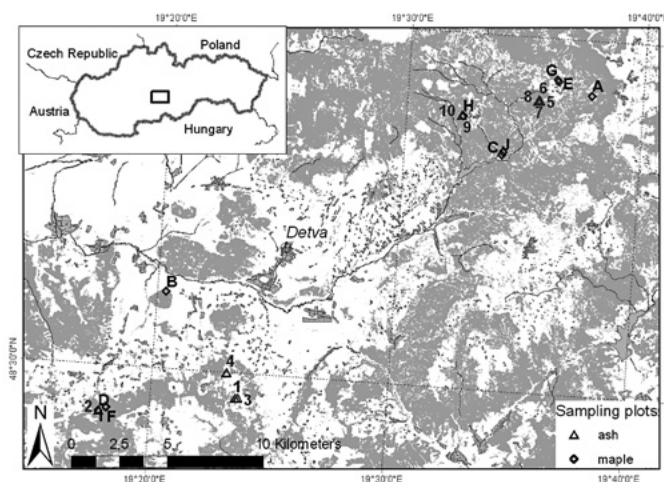 19°20'0"E
19°30'0"E
19°40'0"E
Czech Republic
Poland
Austria
Hungary
G
E
A
6
8
5
7
H
10
9
J
C
Detva
B
48°30'0"N
4
1
3
D
2
F
N
0 2.5 5 10 Kilometers
Sampling plots:
ash
maple
19°20'0"E
19°30'0"E
19°40'0"E